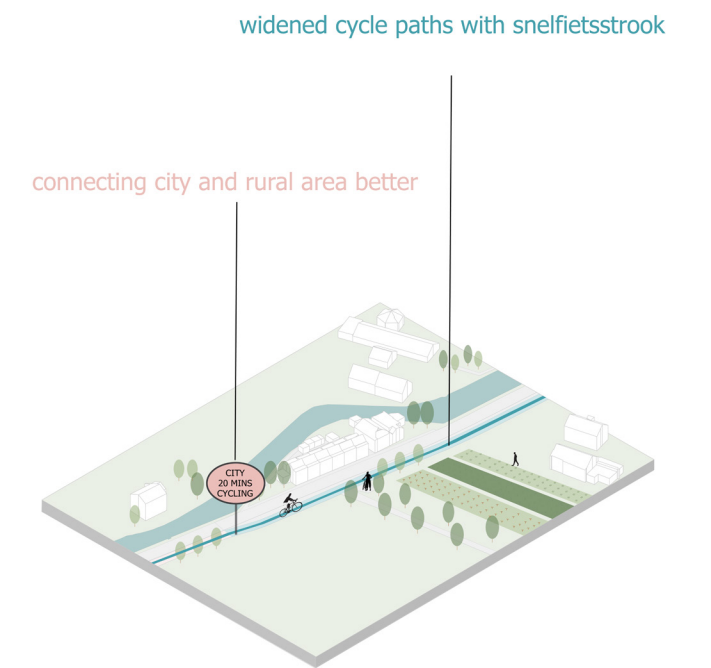 widened cycle paths with snelfietsstrook
connecting city and rural area better
CITY
20 MINS
CYCLING